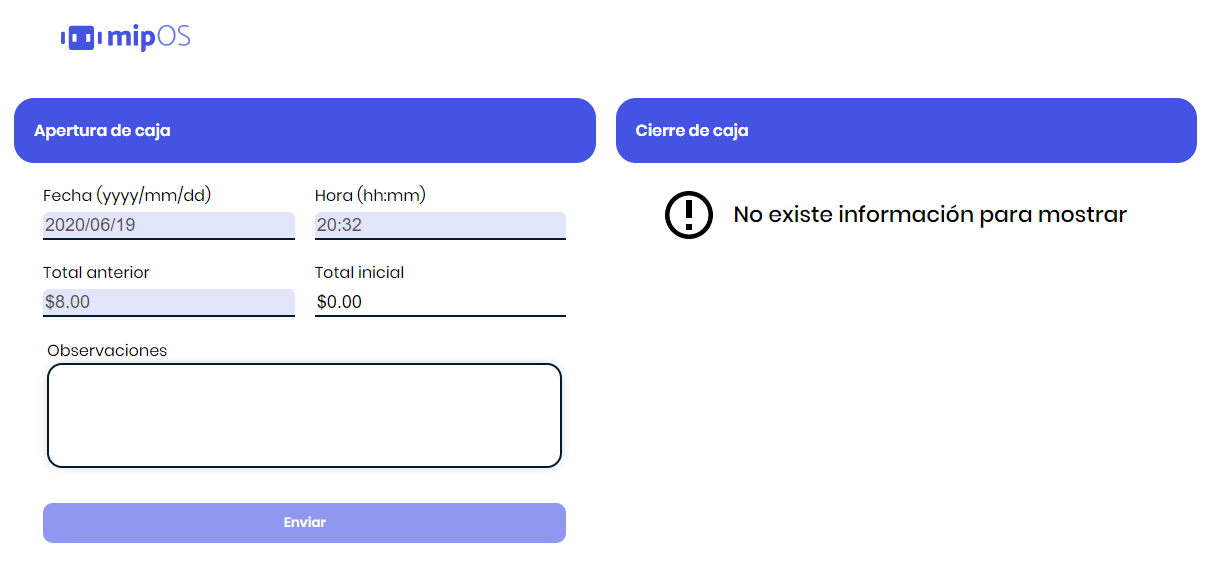 mipOS
Apertura de caja
Cierre de caja
Fecha (yyyy/mm/dd)
Hora (hh:mm)
2020/06/19
20:32
Total anterior
Total inicial
$8.00
$0.00
Observaciones
Enviar
No existe información para mostrar